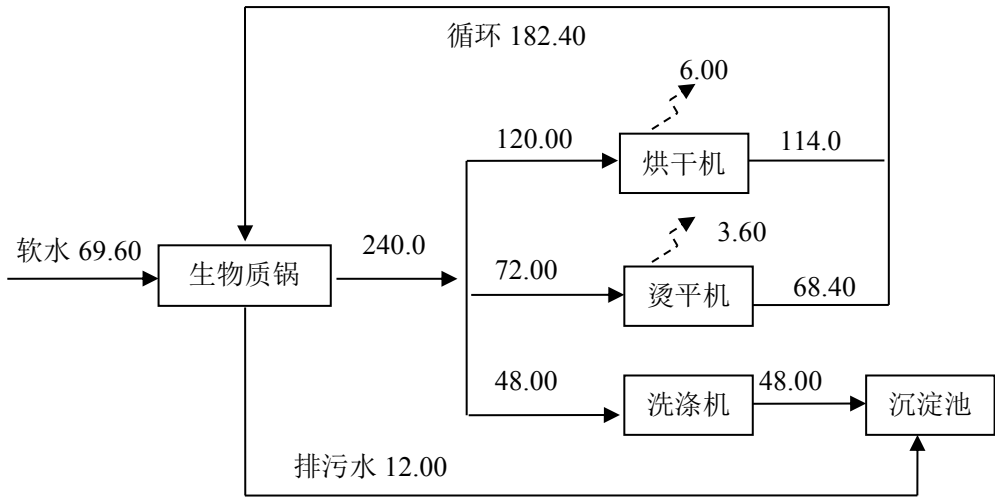 循环 182.40
6.00
120.00
烘干机
114.0
软水 69.60
生物质锅
240.0
3.60
72.00
烫平机
68.40
48.00
洗涤机
48.00
沉淀池
排污水 12.00